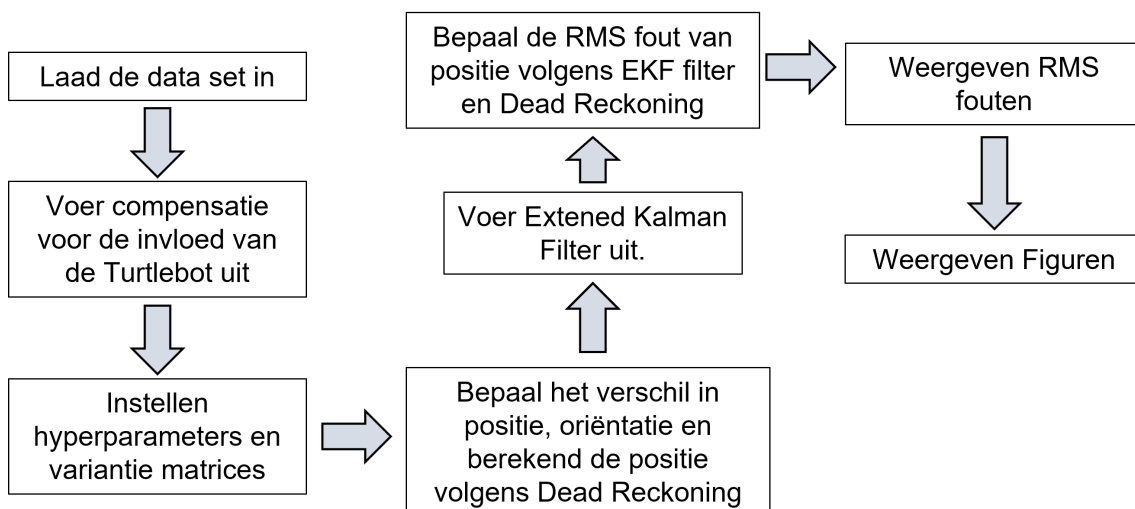 Laad de data set in
Voer compensatie
voor de invloed van
de Turtlebot uit
Instellen
hyperparameters en
variantie matrices
Bepaal het verschil in
positie, oriëntatie en
berekend de positie
volgens Dead Reckoning
Voer Extened Kalman
Filter uit.
Bepaal de RMS fout van
positie volgens EKF filter
en Dead Reckoning
Weergeven RMS
fouten
Weergeven Figuren